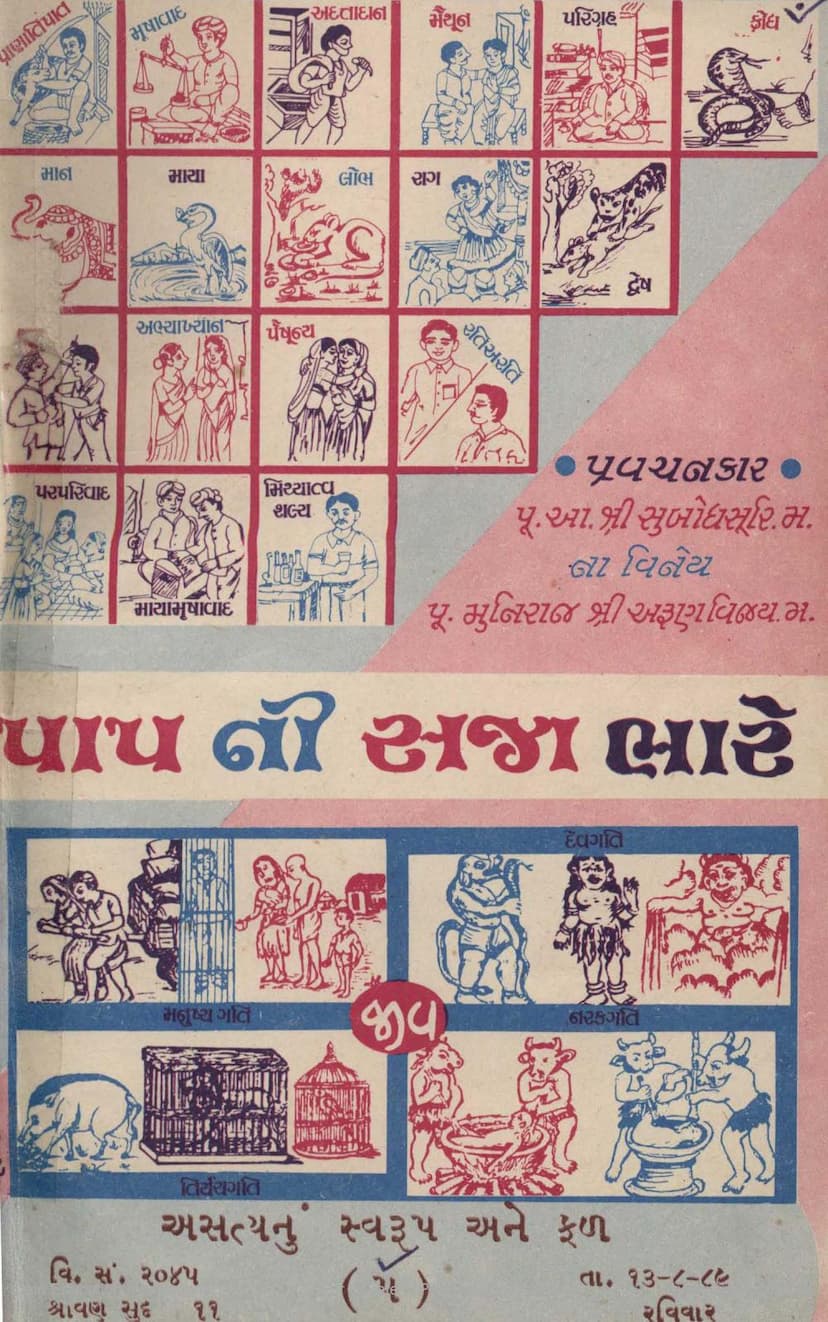 પ્રાણાતિપાત
મૃષાવાદ
અદત્તાદાન
મૈથૂન
પરિગ્રહ
ક્રોધ
માન
માયા
લોભ
રાગ
દ્વેષ
અભ્યાખ્યાન
પૈષૂન્ય
રતિઅરતિ
પરપરિવાદ
માયામૃષાવાદ
મિથ્યાત્વ
શલ્ય
• પ્રવચનકાર •
પૂ. આ. શ્રી સુબોધસૂરિ. મ.
ના વિનેય
પૂ. મુનિરાજ શ્રી અરૂણવિજય. મ.
પાપ ની સજા ભારે
દેવગતિ
મનુષ્ય ગતિ
જીવ
નરકગતિ
તિર્યંચગતિ
અસત્યનું સ્વરૂપ અને ફળ
વિ. સં. ૨૦૪૫
(૫)
તા. ૧૩-૮-૮૯
શ્રાવણ સુદ ૧૧
રવિવાર